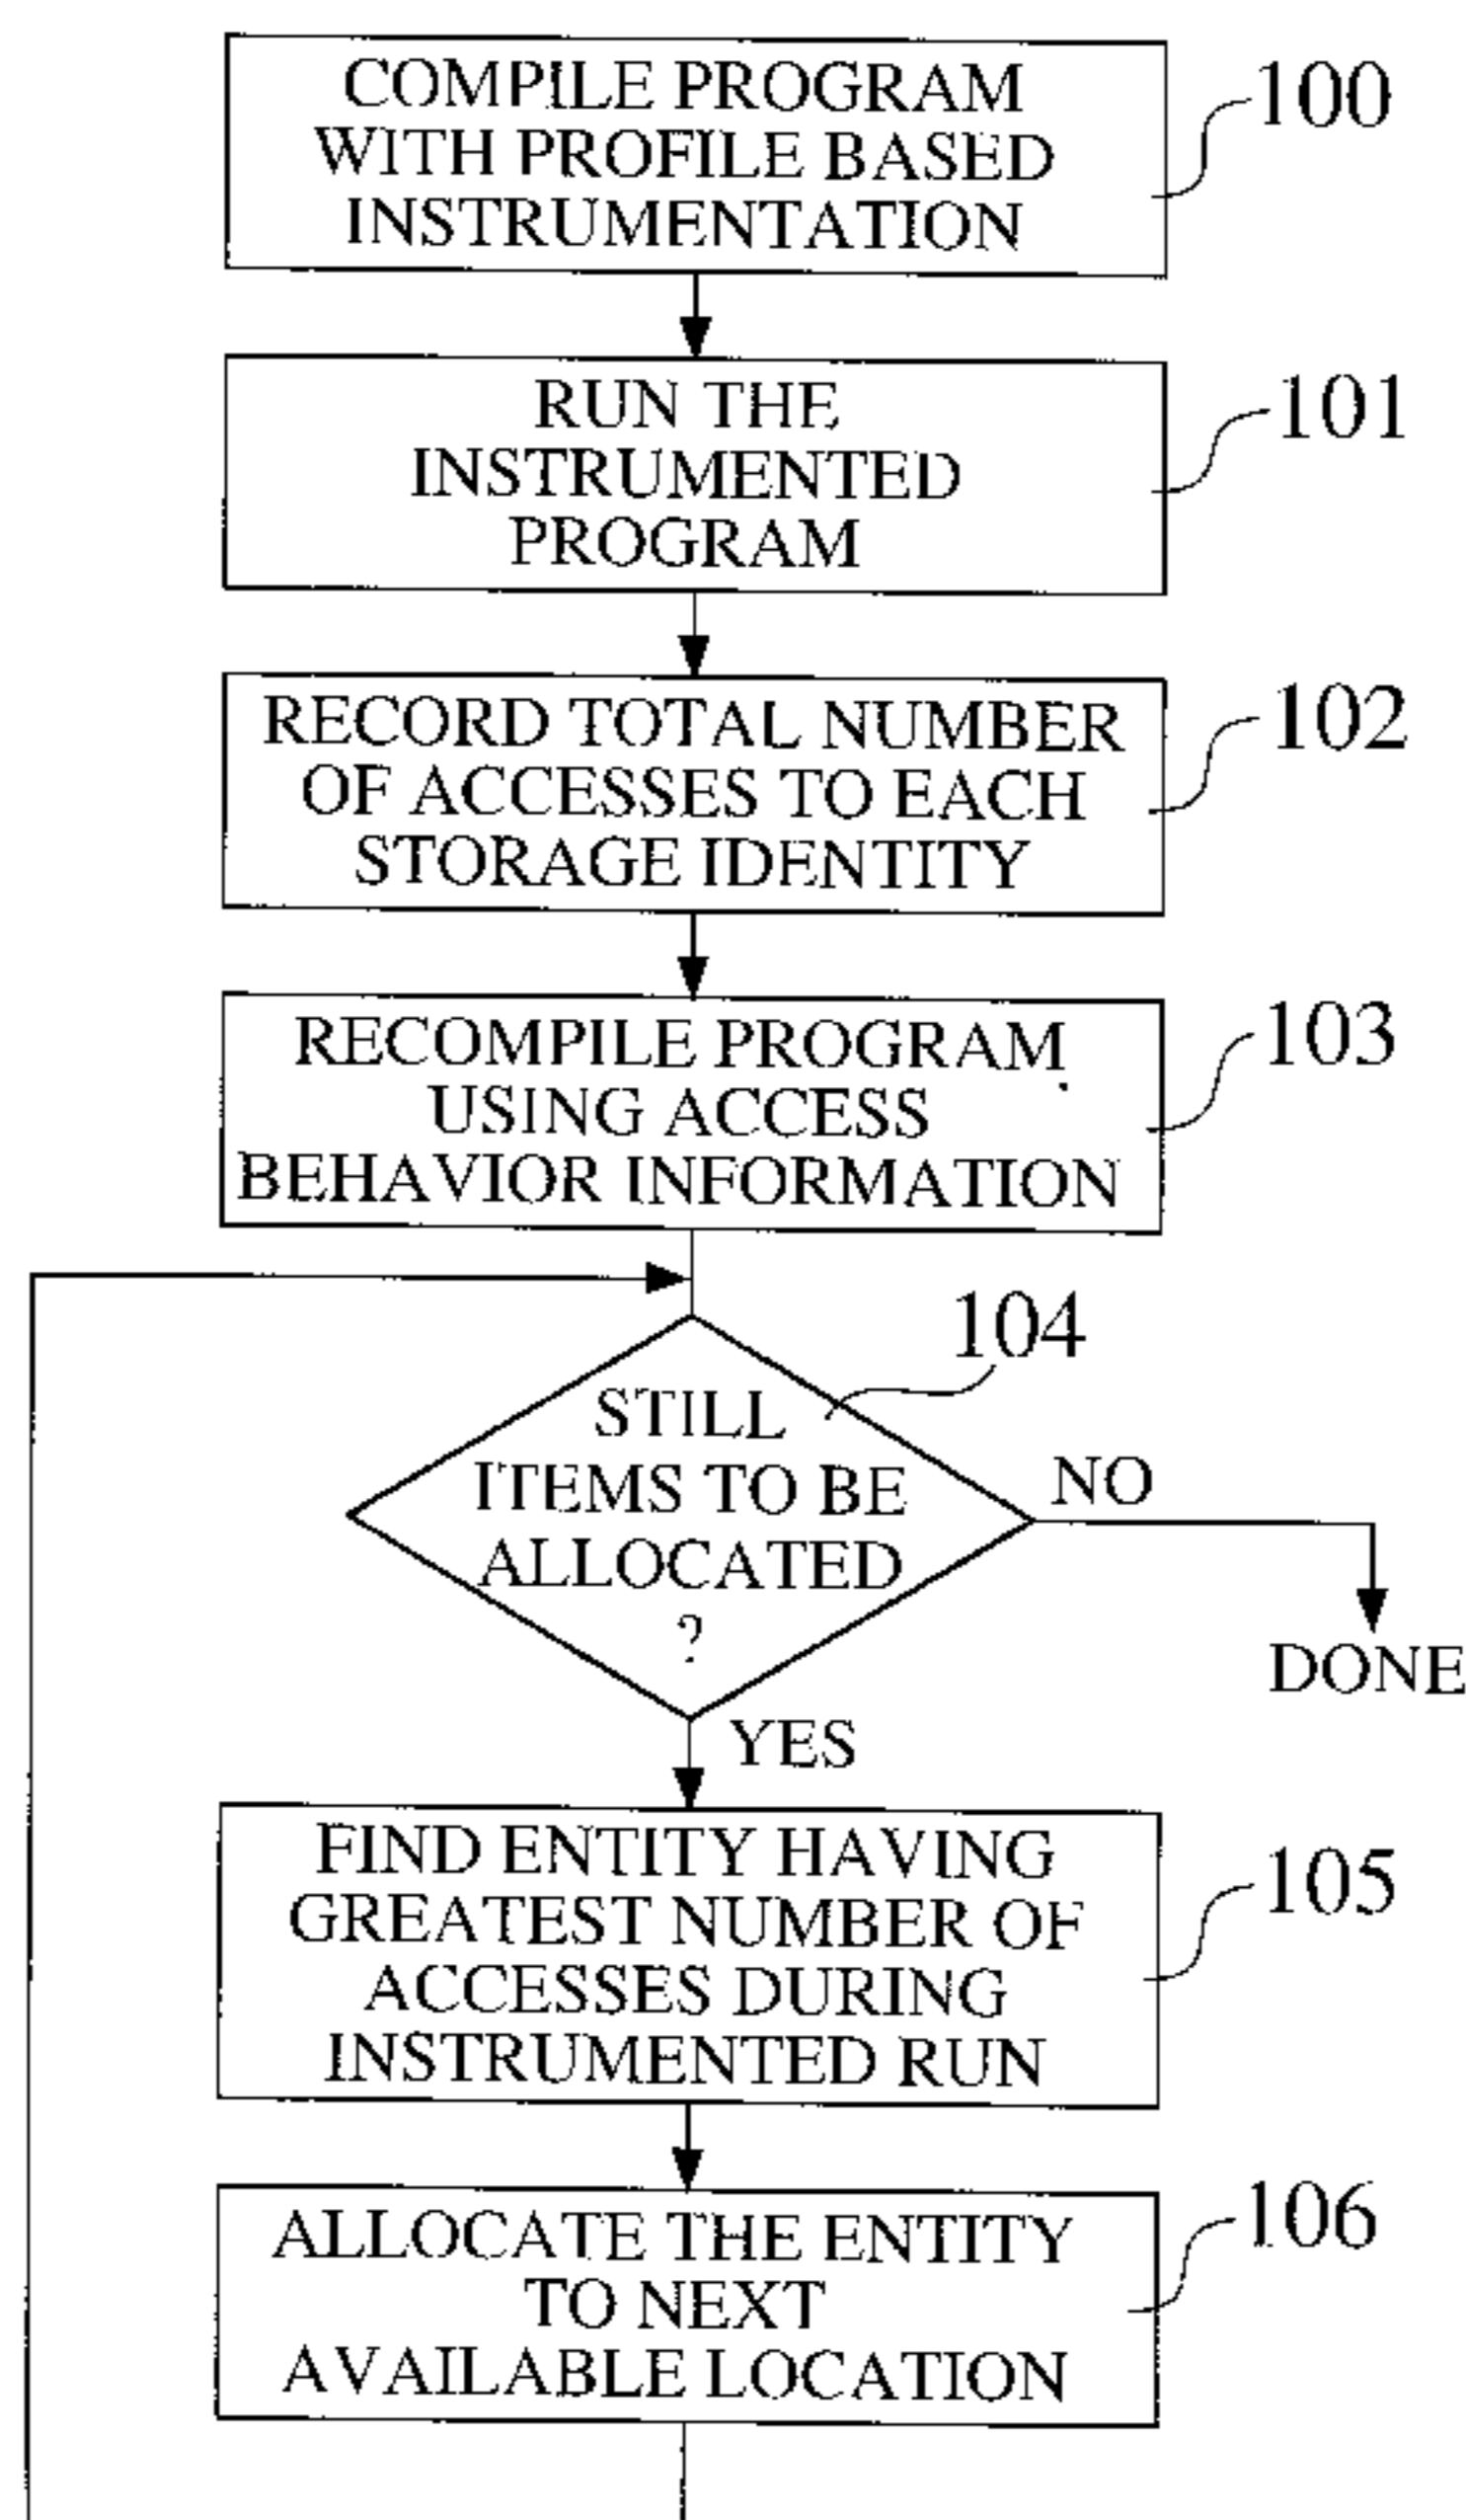 COMPILE PROGRAM
WITH PROFILE BASED
INSTRUMENTATION
100
RUN THE
INSTRUMENTED
PROGRAM
101
RECORD TOTAL NUMBER
OF ACCESSES TO EACH
STORAGE IDENTITY
102
RECOMPILE PROGRAM
USING ACCESS
BEHAVIOR INFORMATION
103
104
STILL
ITEMS TO BE
ALLOCATED
?
NO
DONE
YES
FIND ENTITY HAVING
GREATEST NUMBER OF
ACCESSES DURING
INSTRUMENTED RUN
105
ALLOCATE THE ENTITY
TO NEXT
AVAILABLE LOCATION
106